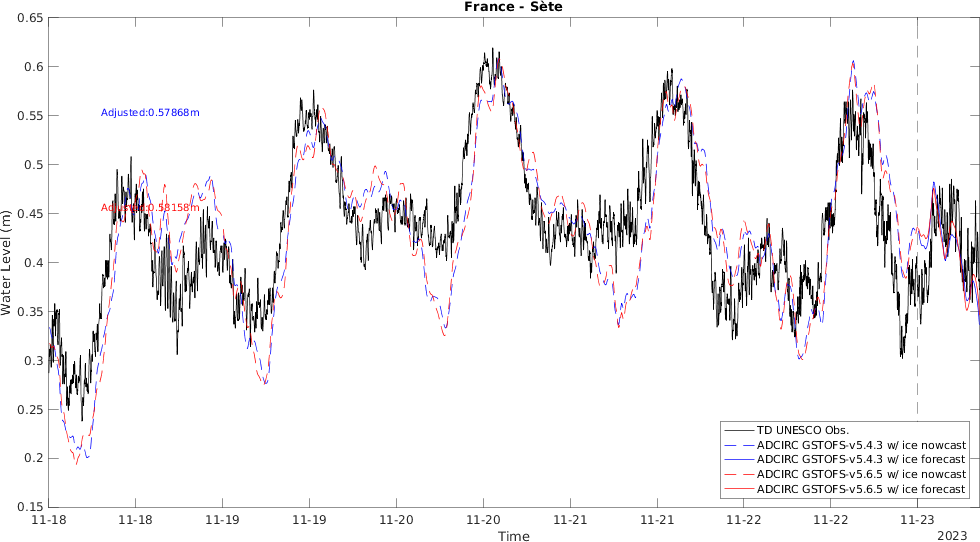 France - Sète
0.65
0.6
0.55
0.5
0.45
0.4
0.35
0.3
0.25
0.2
0.15
Water Level (m)
Adjusted:0.57868m
Adjusted:0.58158m
TD UNESCO Obs.
ADCIRC GSTOFS-v5.4.3 w/ ice nowcast
ADCIRC GSTOFS-v5.4.3 w/ ice forecast
ADCIRC GSTOFS-v5.6.5 w/ ice nowcast
ADCIRC GSTOFS-v5.6.5 w/ ice forecast
11-18 11-18 11-19 11-19 11-20 11-20 11-21 11-21 11-22 11-22 11-23
Time
2023